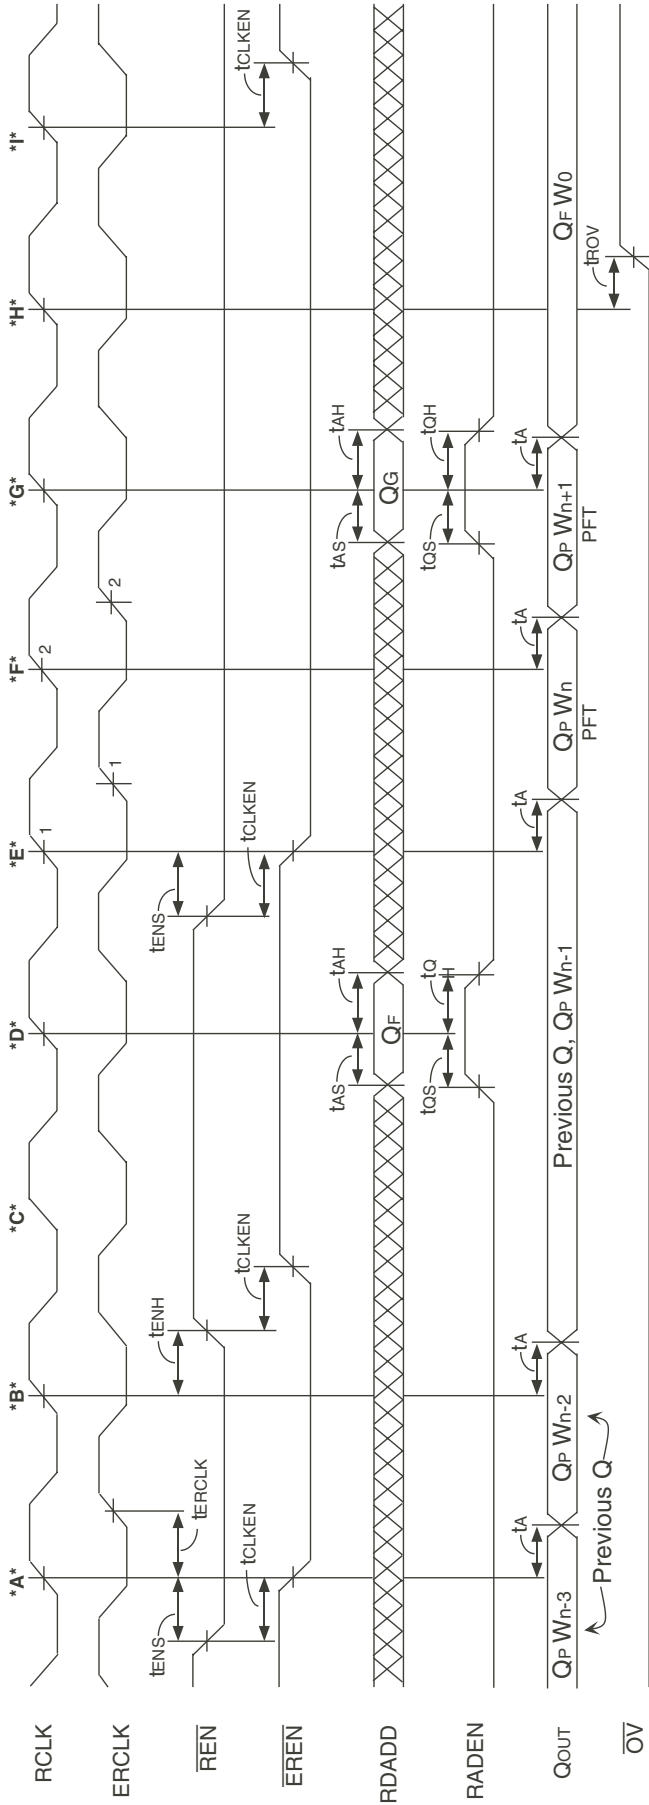 *A* *B* *C* *D* *E* *F* *G* *H* *I*
RCLK 1 2
ERCLK 1 2
tENS tERCLK tENH tENS
REN
tCLKEN tCLKEN tCLKEN tCLKEN
EREN
tAS tAH tAS tAH
RDADD QF QG
tQS tQH tQS tQH
RADEN
tA tA tA tA tA
QOUT QP Wn-3 QP Wn-2 Previous Q, QP Wn-1 QP Wn QP Wn+1 QF W0
PFT PFT
Previous Q
tROV
OV